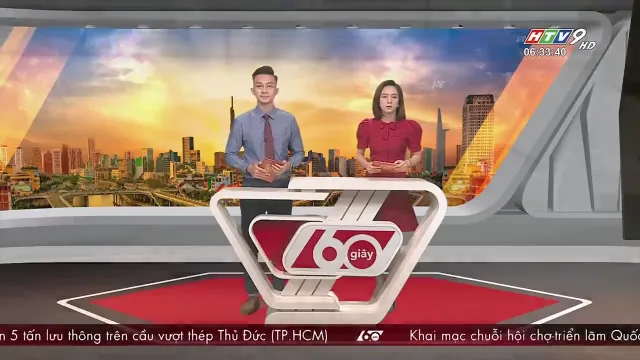 HTV9 HD
06:33:40
60 giây
5 tấn lưu thông trên cầu vượt thép Thủ Đức (TP.HCM) 60 Khai mạc chuỗi hội chợ triển lãm